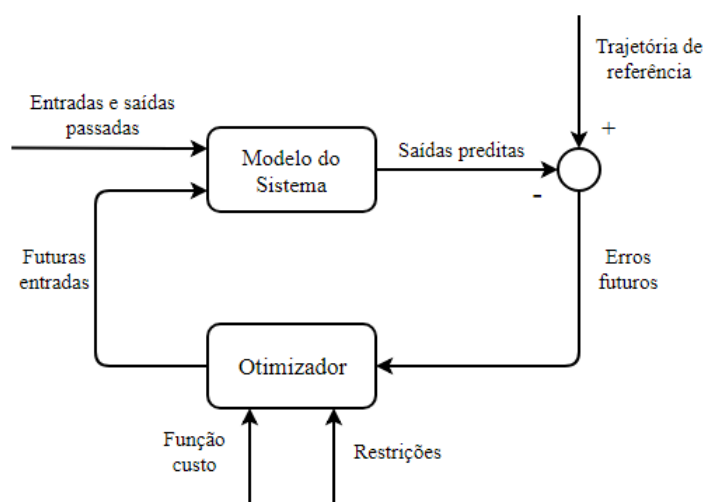 Trajetória de
referência
+
Entradas e saídas
passadas
Modelo do
Sistema
Saídas preditas
-
Futuras
entradas
Erros
futuros
Otimizador
Função
custo
Restrições